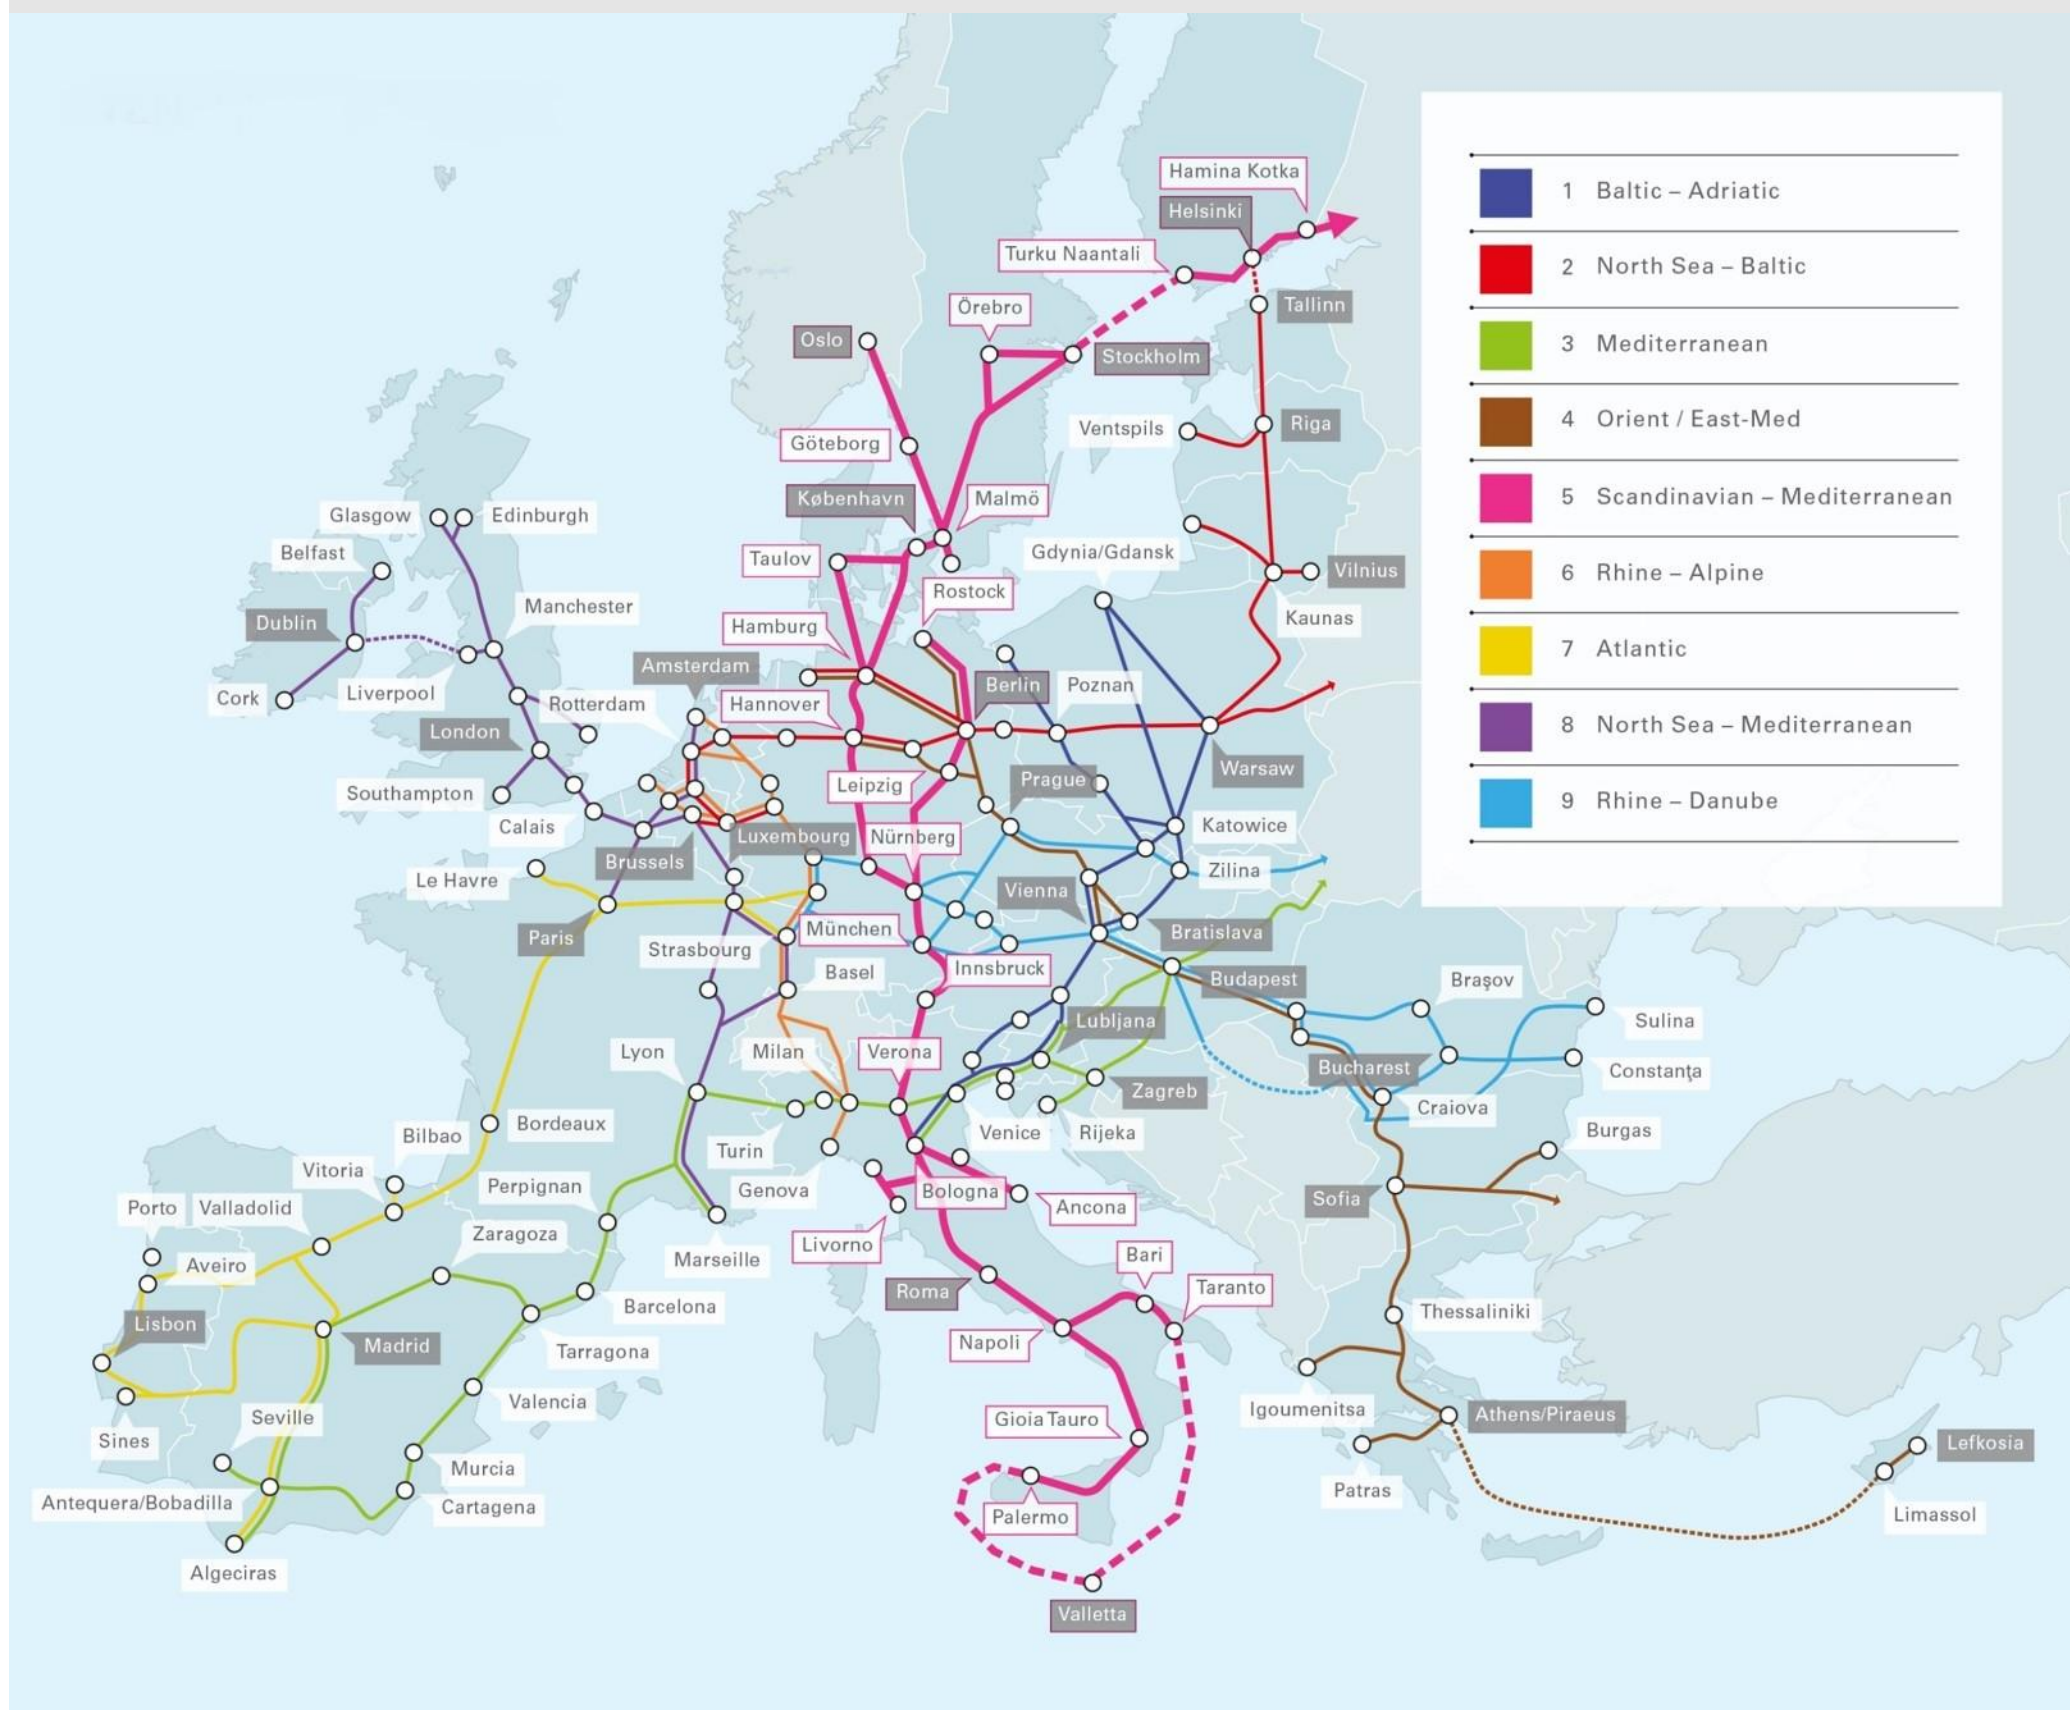 Hamina Kotka
Helsinki
Turku Naantali
Örebro
Tallinn
Oslo
Stockholm
Ventspils
Riga
Göteborg
København
Malmö
Glasgow
Edinburgh
Belfast
Taulov
Gdynia/Gdansk
Vilnius
Rostock
Manchester
Dublin
Hamburg
Kaunas
Amsterdam
Berlin
Poznan
Cork
Liverpool
Rotterdam
Hannover
London
Warsaw
Southampton
Leipzig
Prague
Calais
Luxembourg
Nürnberg
Katowice
Brussels
Le Havre
Zilina
Vienna
Paris
Strasbourg
München
Bratislava
Basel
Innsbruck
Budapest
Braşov
Lubljana
Sulina
Lyon
Milan
Verona
Bucharest
Constanţa
Zagreb
Craiova
Bordeaux
Bilbao
Venice
Rijeka
Burgas
Turin
Vitoria
Perpignan
Genova
Bologna
Sofia
Porto
Valladolid
Ancona
Zaragoza
Livorno
Marseille
Bari
Aveiro
Roma
Taranto
Barcelona
Thessaliniki
Lisbon
Madrid
Napoli
Tarragona
Valencia
Igoumenitsa
Athens/Piraeus
Seville
Gioia Tauro
Sines
Lefkosia
Murcia
Patras
Antequera/Bobadilla
Cartagena
Palermo
Limassol
Algeciras
Valletta
1 Baltic – Adriatic
2 North Sea – Baltic
3 Mediterranean
4 Orient / East-Med
5 Scandinavian – Mediterranean
6 Rhine – Alpine
7 Atlantic
8 North Sea – Mediterranean
9 Rhine – Danube